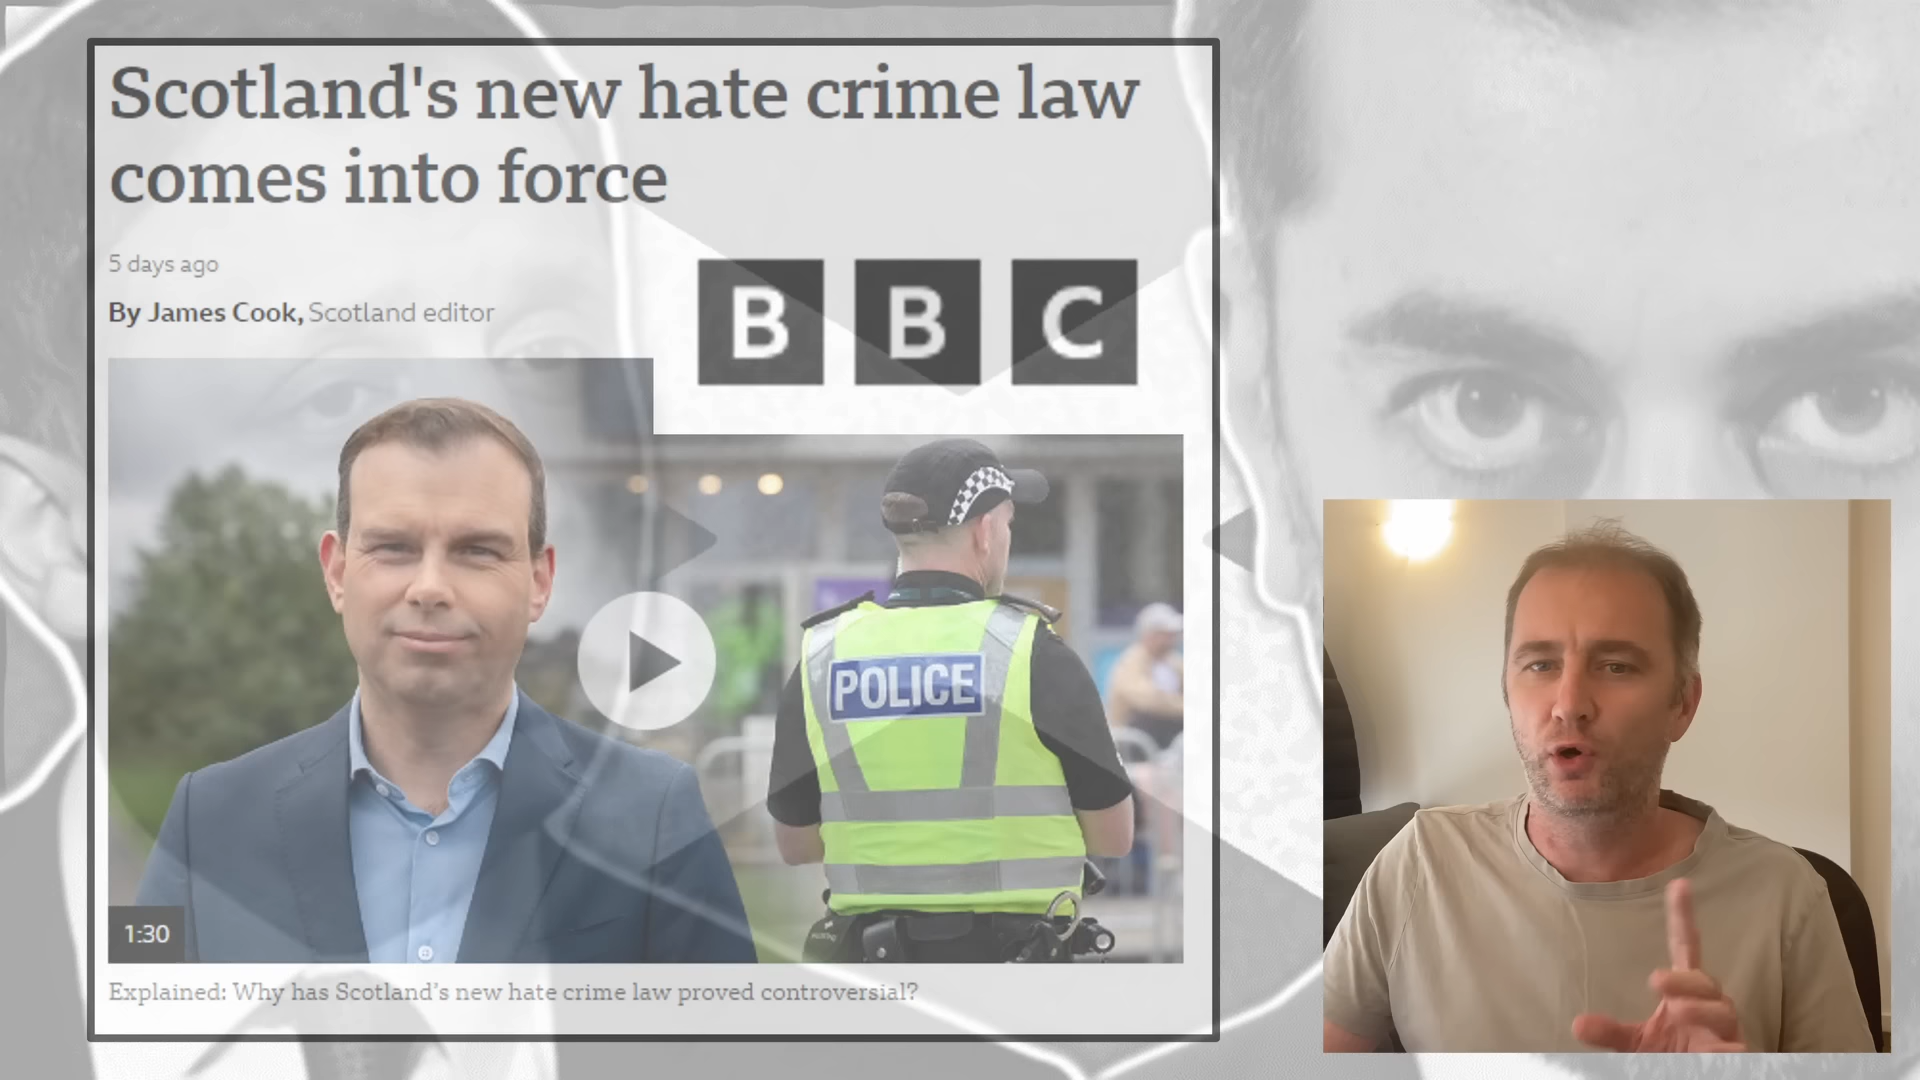 Scotland's new hate crime law
comes into force
5 days ago
By James Cook, Scotland editor
B B C
POLICE
1:30
Explained: Why has Scotland's new hate crime law proved controversial?